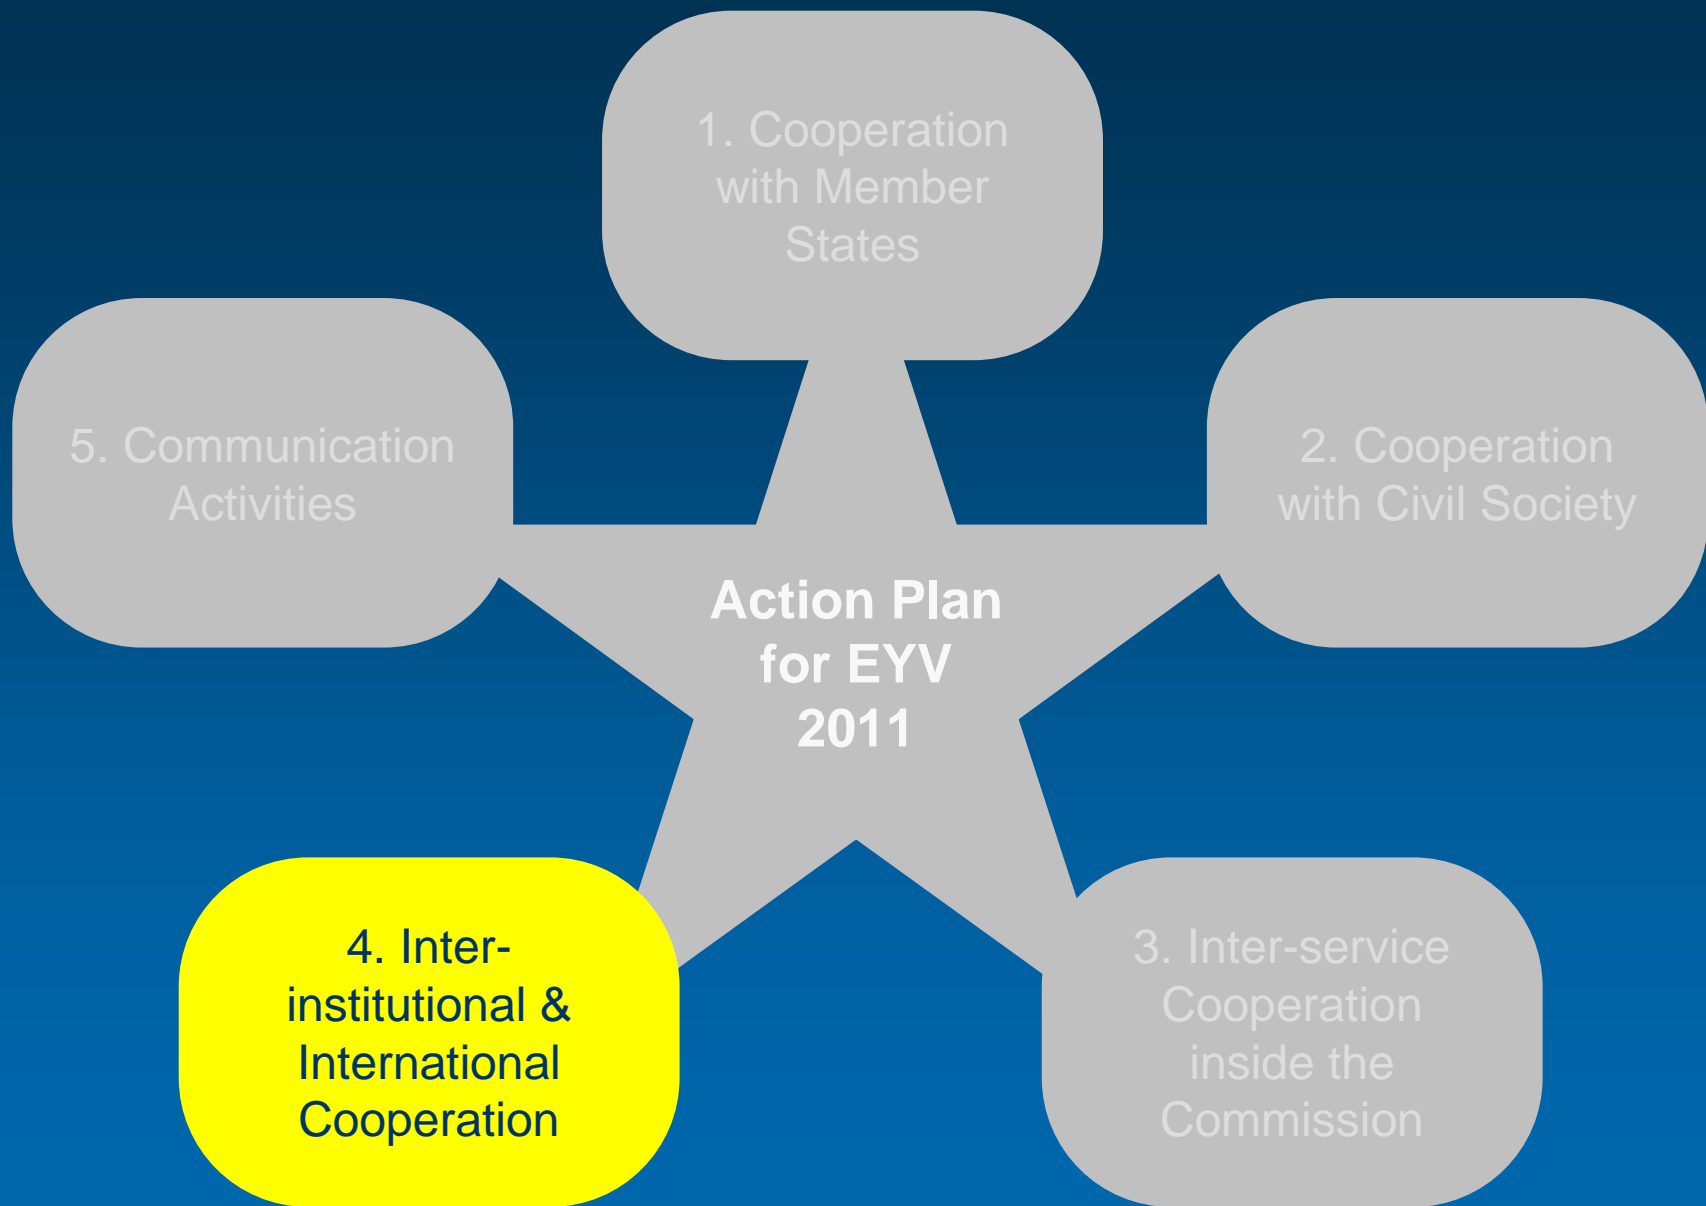 1. Cooperation
with Member
States
5. Communication
Activities
2. Cooperation
with Civil Society
Action Plan
for EYV
2011
4. Inter-
institutional &
International
Cooperation
3. Inter-service
Cooperation
inside the
Commission